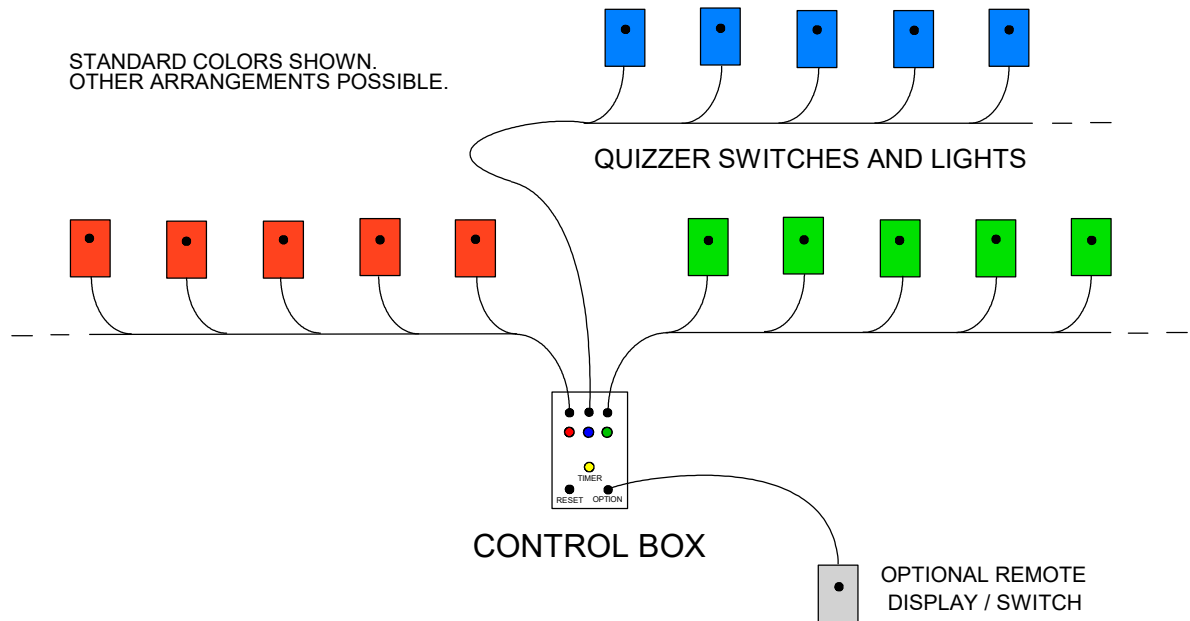 STANDARD COLORS SHOWN.
OTHER ARRANGEMENTS POSSIBLE.
QUIZZER SWITCHES AND LIGHTS
TIMER
RESET
OPTION
CONTROL BOX
OPTIONAL REMOTE
DISPLAY / SWITCH